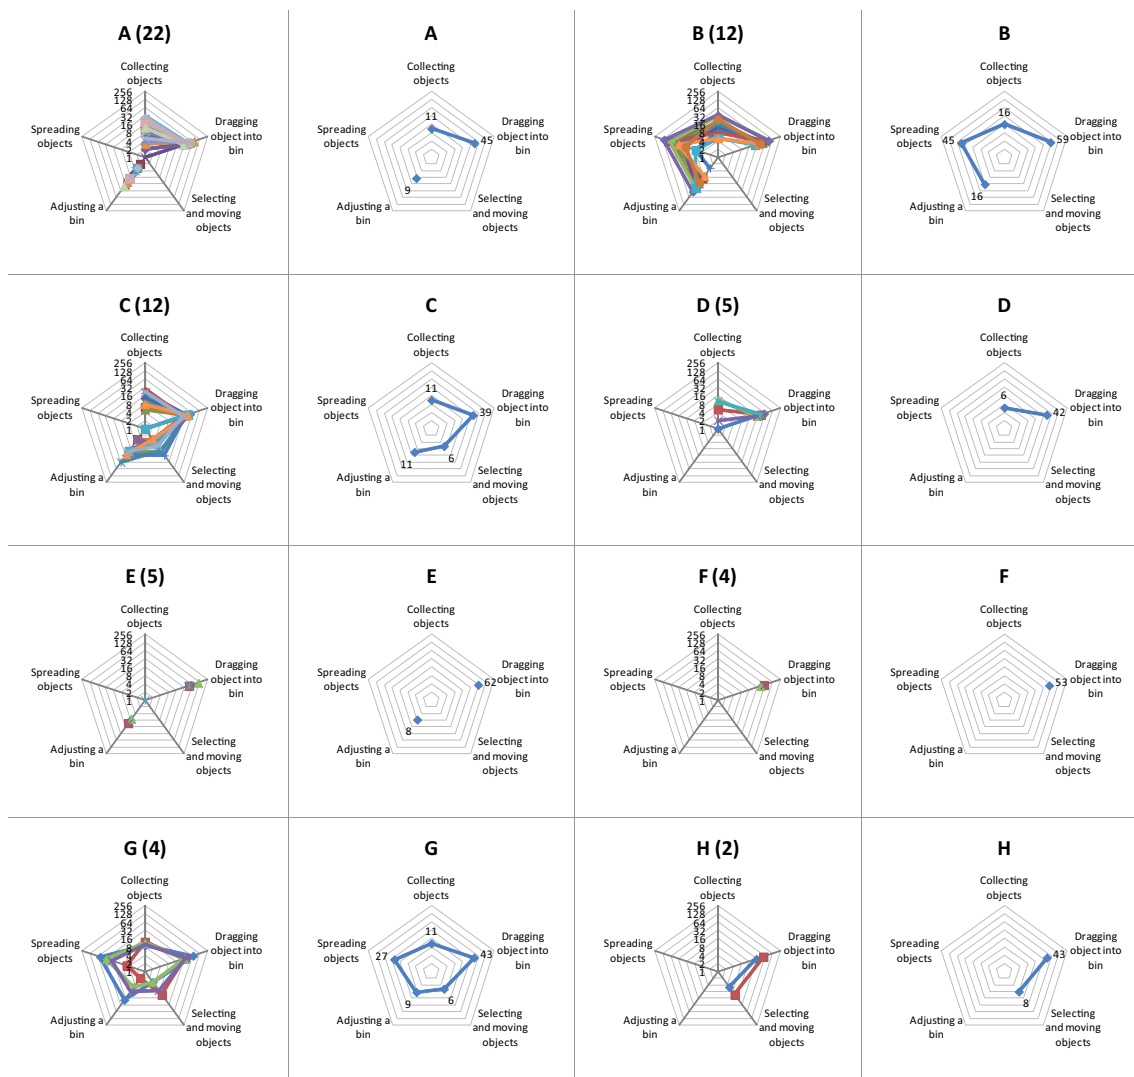 A (22)
Collecting
objects
256
128
64
32
16
8
4
2
1
Dragging
object into
bin
Selecting
and moving
objects
Adjusting a
bin
Spreading
objects
A
Collecting
objects
11
45
9
Dragging
object into
bin
Selecting
and moving
objects
Adjusting a
bin
Spreading
objects
B (12)
Collecting
objects
256
128
64
32
16
8
4
2
1
Dragging
object into
bin
Selecting
and moving
objects
Adjusting a
bin
Spreading
objects
B
Collecting
objects
16
59
16
45
Dragging
object into
bin
Selecting
and moving
objects
Adjusting a
bin
Spreading
objects
C (12)
Collecting
objects
256
128
64
32
16
8
4
2
1
Dragging
object into
bin
Selecting
and moving
objects
Adjusting a
bin
Spreading
objects
C
Collecting
objects
11
39
6
11
Dragging
object into
bin
Selecting
and moving
objects
Adjusting a
bin
Spreading
objects
D (5)
Collecting
objects
256
128
64
32
16
8
4
2
1
Dragging
object into
bin
Selecting
and moving
objects
Adjusting a
bin
Spreading
objects
D
Collecting
objects
6
42
Dragging
object into
bin
Selecting
and moving
objects
Adjusting a
bin
Spreading
objects
E (5)
Collecting
objects
256
128
64
32
16
8
4
2
1
Dragging
object into
bin
Selecting
and moving
objects
Adjusting a
bin
Spreading
objects
E
Collecting
objects
62
8
Dragging
object into
bin
Selecting
and moving
objects
Adjusting a
bin
Spreading
objects
F (4)
Collecting
objects
256
128
64
32
16
8
4
2
1
Dragging
object into
bin
Selecting
and moving
objects
Adjusting a
bin
Spreading
objects
F
Collecting
objects
53
Dragging
object into
bin
Selecting
and moving
objects
Adjusting a
bin
Spreading
objects
G (4)
Collecting
objects
256
128
64
32
16
8
4
2
1
Dragging
object into
bin
Selecting
and moving
objects
Adjusting a
bin
Spreading
objects
G
Collecting
objects
11
43
6
9
27
Dragging
object into
bin
Selecting
and moving
objects
Adjusting a
bin
Spreading
objects
H (2)
Collecting
objects
256
128
64
32
16
8
4
2
1
Dragging
object into
bin
Selecting
and moving
objects
Adjusting a
bin
Spreading
objects
H
Collecting
objects
43
8
Dragging
object into
bin
Selecting
and moving
objects
Adjusting a
bin
Spreading
objects